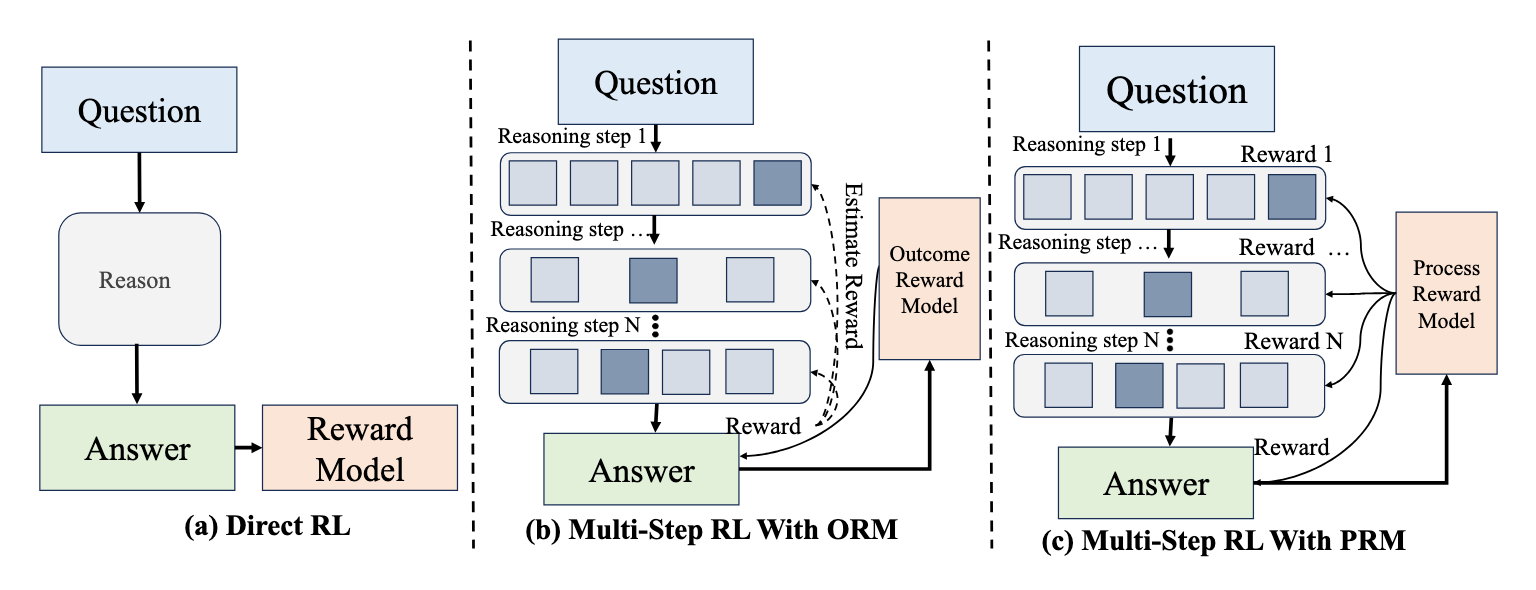 Question
Reason
Answer
Reward
Model
(a) Direct RL
Question
Reasoning step 1
Reasoning step …
Reasoning step N
Estimate Reward
Outcome
Reward
Model
Reward
Answer
(b) Multi-Step RL With ORM
Question
Reasoning step 1
Reward 1
Reasoning step …
Reward …
Reasoning step N
Reward N
Process
Reward
Model
Reward
Answer
(c) Multi-Step RL With PRM